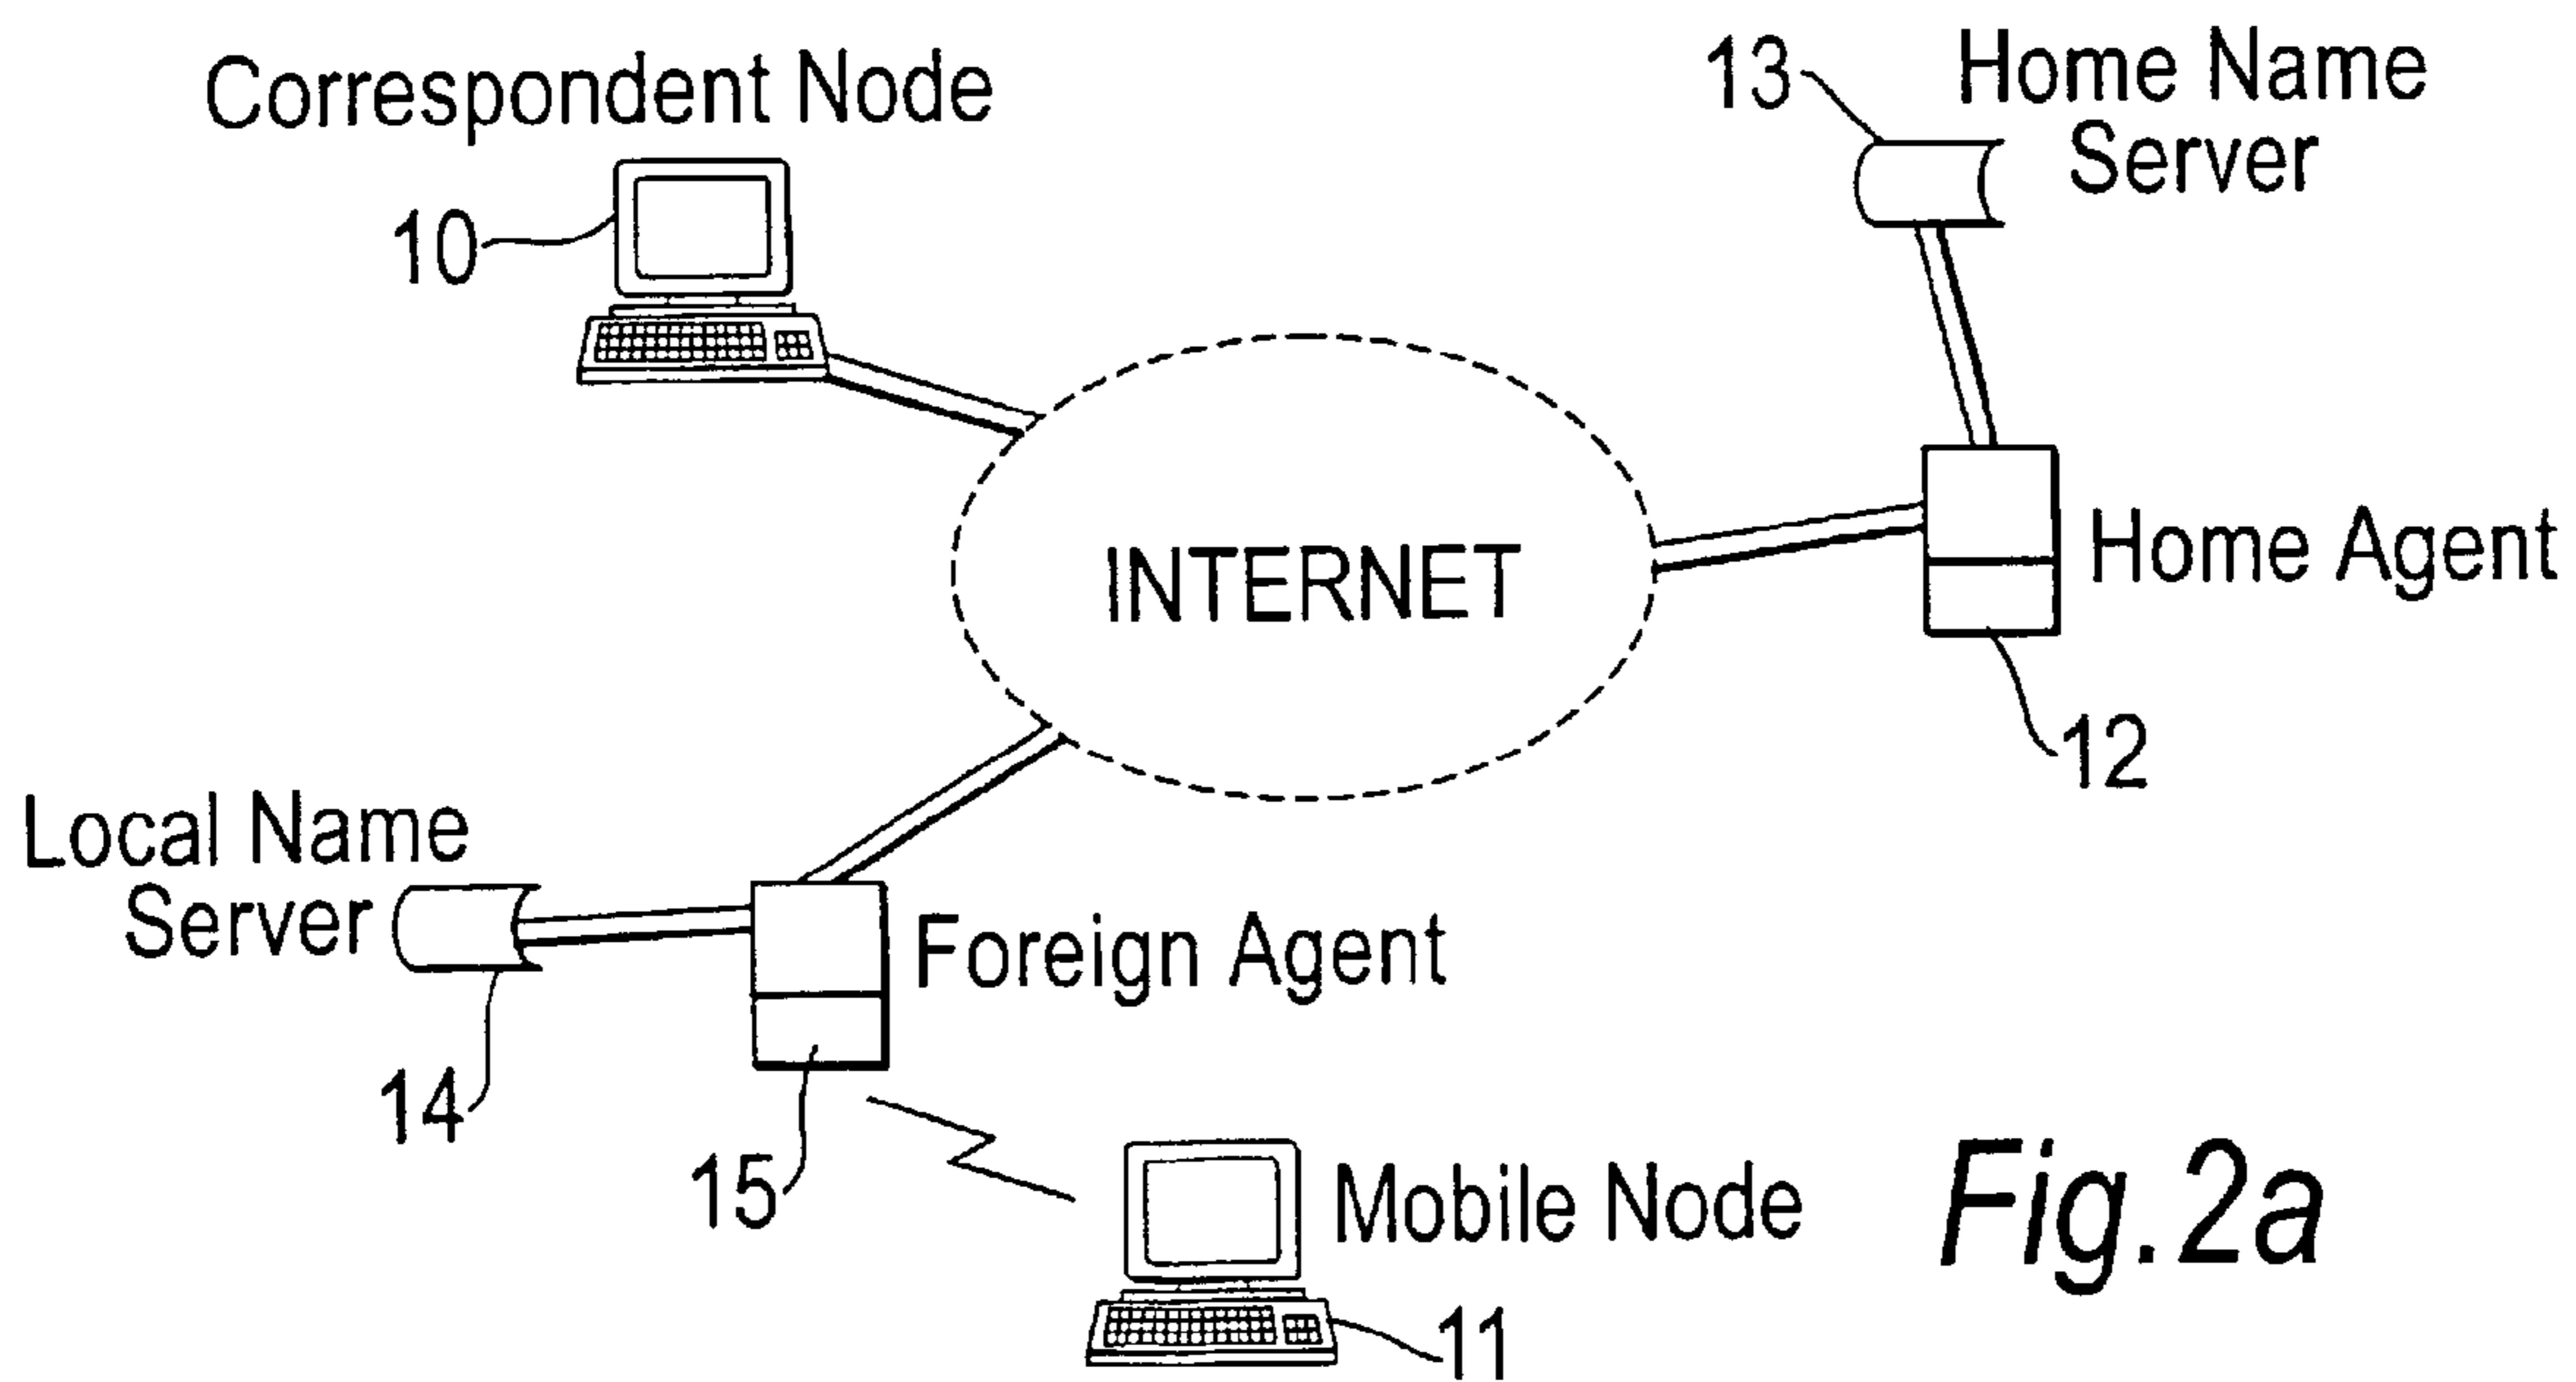 Correspondent Node
10
13
Home Name
Server
INTERNET
Home Agent
12
Local Name
Server
Foreign Agent
14
15
Mobile Node
11
Fig.2a